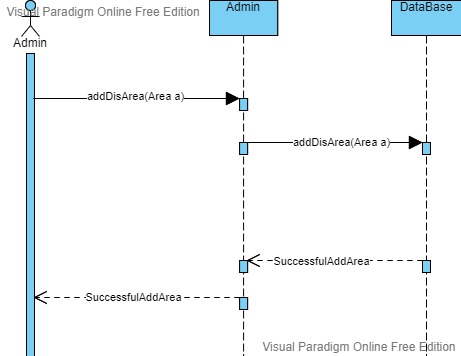 Visual Paradigm Online Free Edition
Admin
DataBase
Admin
addDisArea(Area a)
addDisArea(Area a)
SuccessfulAddArea
SuccessfulAddArea
Visual Paradigm Online Free Edition